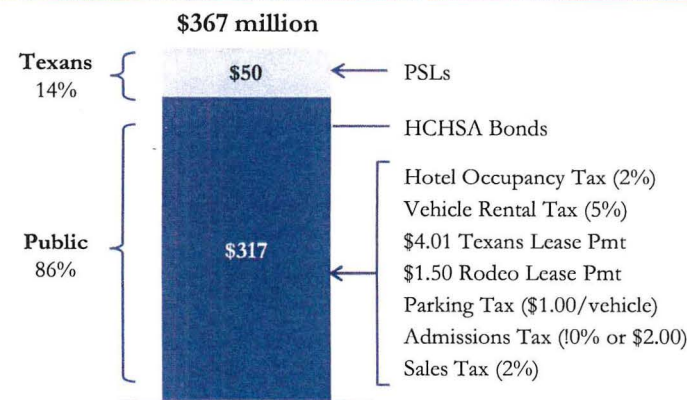 $367 million
Texans
14%
$50
PSLs
HCHSA Bonds
Public
86%
$317
Hotel Occupancy Tax (2%)
Vehicle Rental Tax (5%)
$4.01 Texans Lease Pmt
$1.50 Rodeo Lease Pmt
Parking Tax ($1.00/vehicle)
Admissions Tax (!0% or $2.00)
Sales Tax (2%)